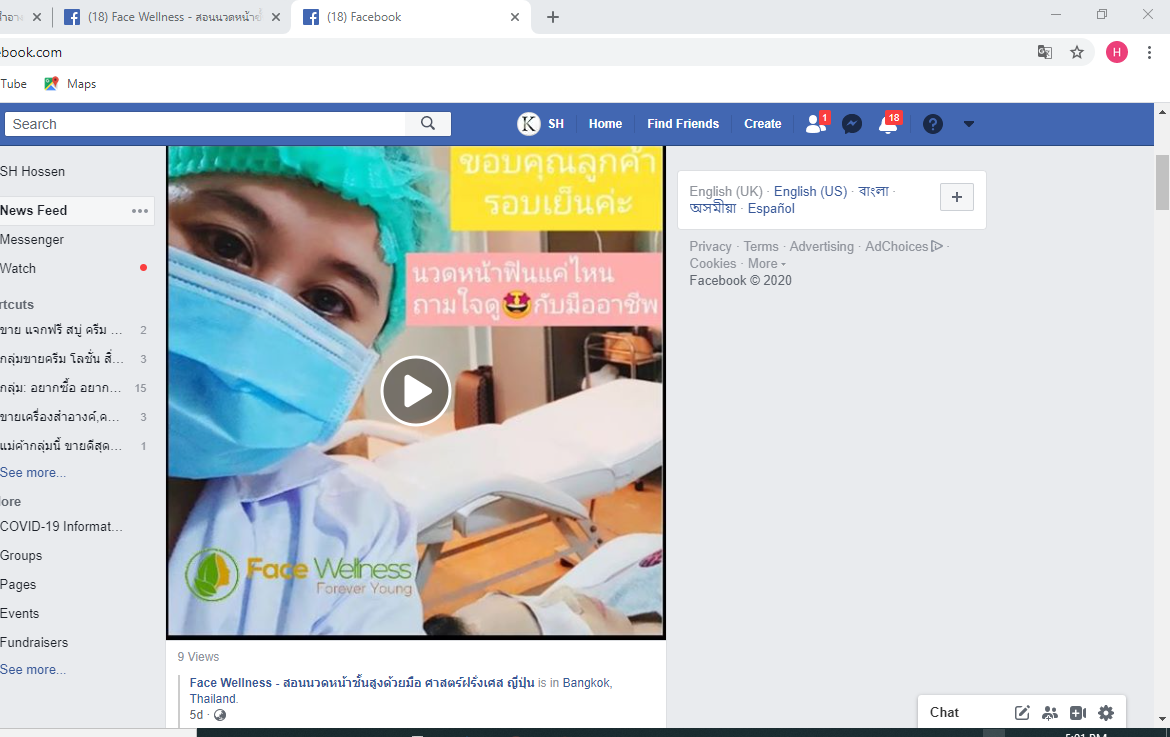 (18) Face Wellness - สอนนวดหน้า
(18) Facebook
book.com
H
Tube
Maps
Search
K
SH
Home
Find Friends
Create
1
18
SH Hossen
News Feed
Messenger
Watch
rtcuts
ขาย แจกฟรี สบู่ ครีม ... 2
กลุ่มขายครีม โลชั่น สิ่... 3
กลุ่ม: อยากซื้อ อยาก... 15
ขายเครื่องสำอางค์,ค... 3
แม่ค้ากลุ่มนี้ ขายดีสุด... 1
See more...
lore
COVID-19 Informat...
Groups
Pages
Events
Fundraisers
See more...
ขอบคุณลูกค้า
รอบเย็นค่ะ
นวดหน้าฟินแค่ไหน
ถามใจดู🤩กับมืออาชีพ
Face Wellness
Forever Young
9 Views
Face Wellness - สอนนวดหน้าชั้นสูงด้วยมือ ศาสตร์ฝรั่งเศส ญี่ปุ่น is in Bangkok,
Thailand.
5d ·
English (UK) · English (US) · বাংলা ·
অসমীয়া · Español
Privacy · Terms · Advertising · AdChoices ·
Cookies · More
Facebook © 2020
Chat
5:01 PM